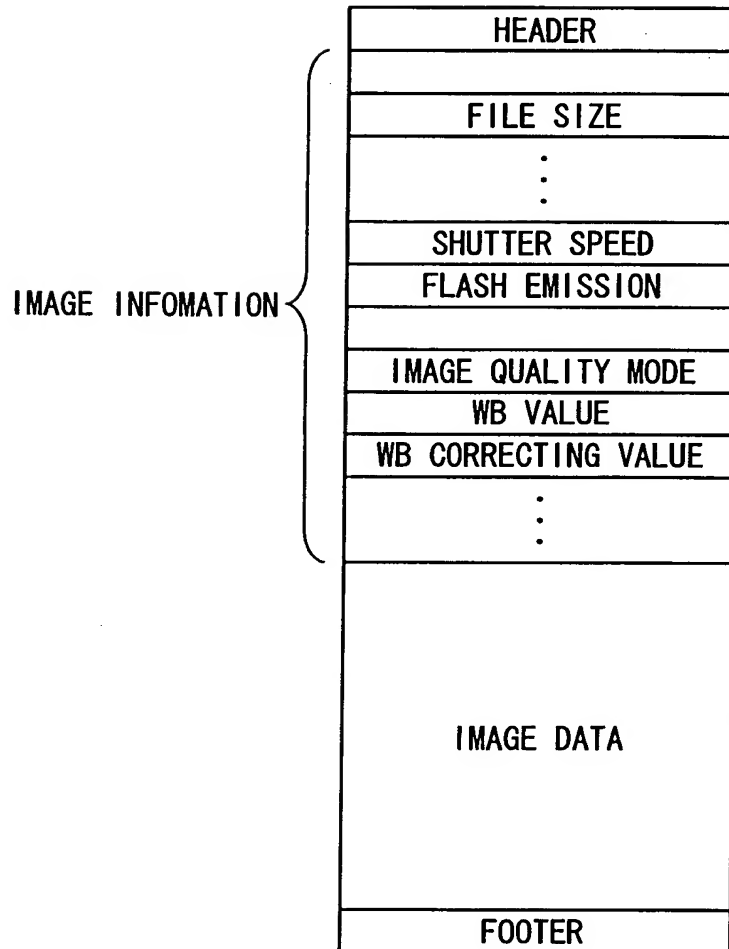 HEADER
FILE SIZE
SHUTTER SPEED
FLASH EMISSION
IMAGE INFOMATION
IMAGE QUALITY MODE
WB VALUE
WB CORRECTING VALUE
IMAGE DATA
FOOTER